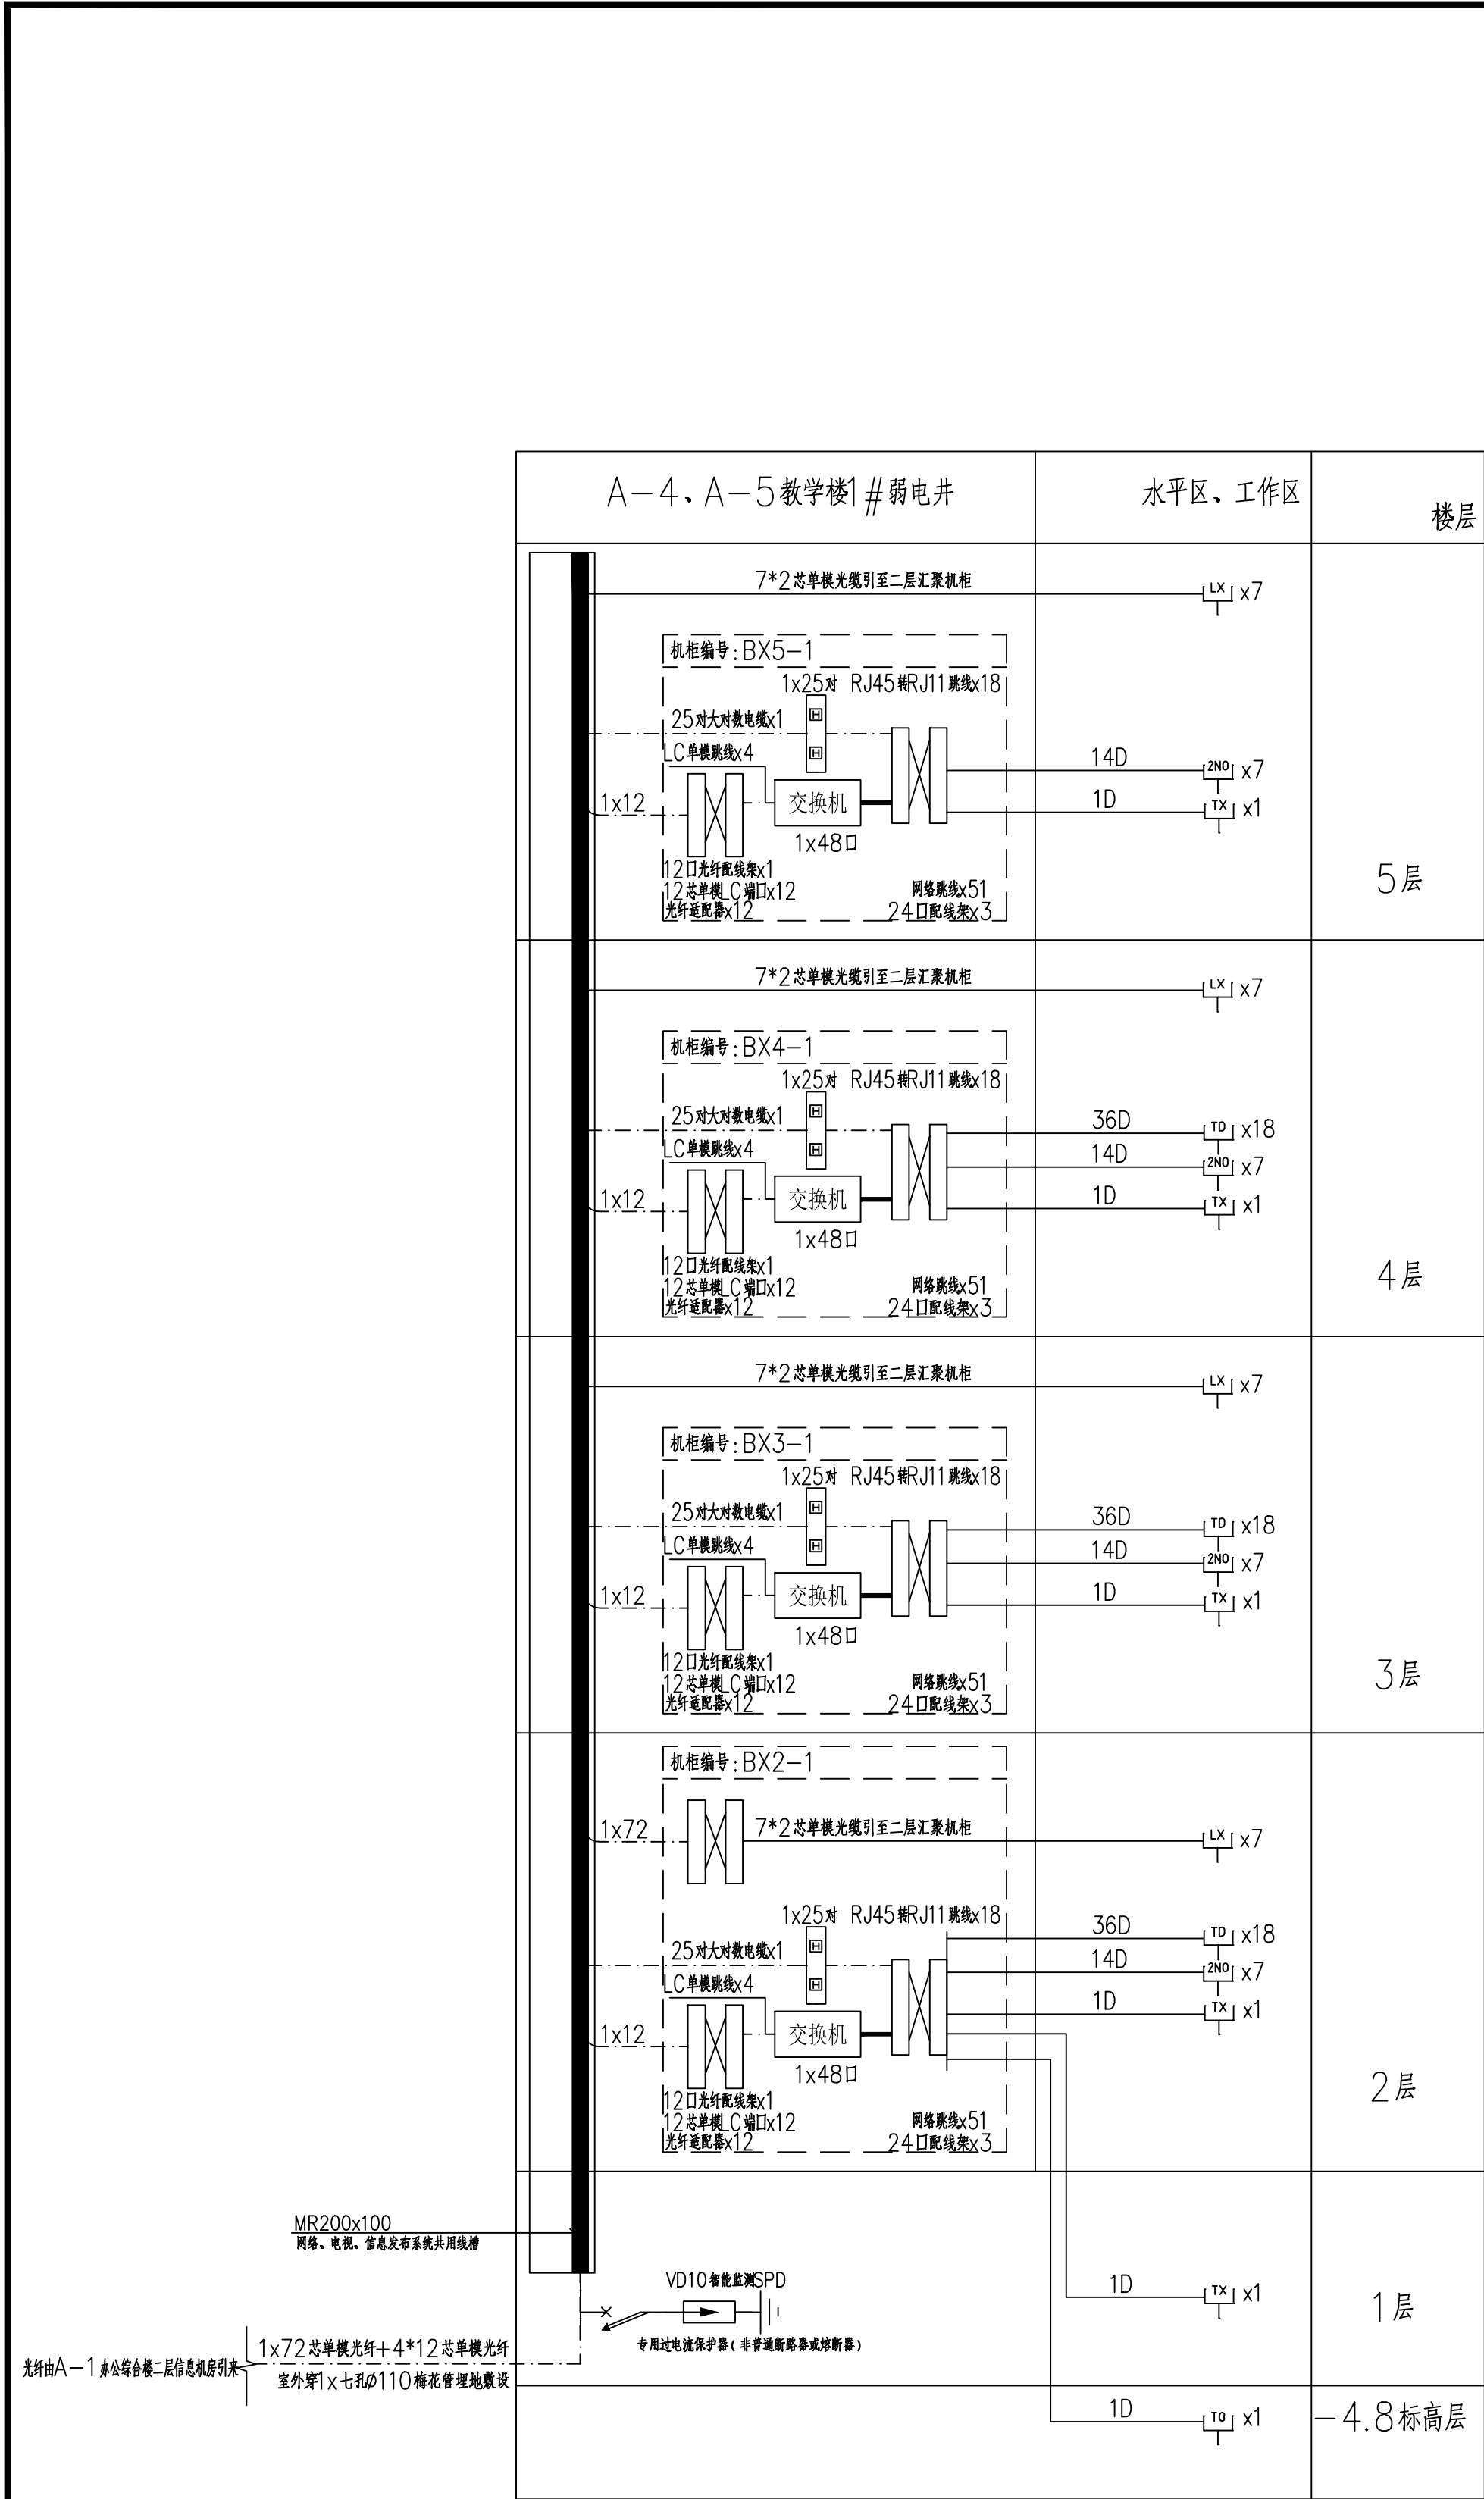 A-4、A-5教学楼1#弱电井
水平区、工作区
楼层
7*2芯单模光缆引至二层汇聚机柜
LX x7
机柜编号:BX5-1
1x25对 RJ45转RJ11跳线x18
25对大对数电缆x1
LC单模跳线x4
14D
2NO x7
1x12
交换机
1D
TX x1
1x48口
12口光纤配线架x1
12芯单模LC端口x12
网络跳线x51
光纤适配器x12
24口配线架x3
5层
7*2芯单模光缆引至二层汇聚机柜
LX x7
机柜编号:BX4-1
1x25对 RJ45转RJ11跳线x18
25对大对数电缆x1
36D
TD x18
LC单模跳线x4
14D
2NO x7
1x12
交换机
1D
TX x1
1x48口
12口光纤配线架x1
12芯单模LC端口x12
网络跳线x51
光纤适配器x12
24口配线架x3
4层
7*2芯单模光缆引至二层汇聚机柜
LX x7
机柜编号:BX3-1
1x25对 RJ45转RJ11跳线x18
25对大对数电缆x1
36D
TD x18
LC单模跳线x4
14D
2NO x7
1x12
交换机
1D
TX x1
1x48口
12口光纤配线架x1
12芯单模LC端口x12
网络跳线x51
光纤适配器x12
24口配线架x3
3层
机柜编号:BX2-1
1x72
7*2芯单模光缆引至二层汇聚机柜
LX x7
1x25对 RJ45转RJ11跳线x18
25对大对数电缆x1
36D
TD x18
LC单模跳线x4
14D
2NO x7
1x12
交换机
1D
TX x1
1x48口
12口光纤配线架x1
12芯单模LC端口x12
网络跳线x51
光纤适配器x12
24口配线架x3
2层
MR200x100
网络、电视、信息发布系统共用线槽
VD10智能监测SPD
专用过电流保护器(非普通断路器或熔断器)
1D
TX x1
1层
1x72芯单模光纤+4*12芯单模光纤
光纤由A-1办公综合楼二层信息机房引来
室外穿1x七孔ø110梅花管埋地敷设
1D
TO x1
-4.8标高层